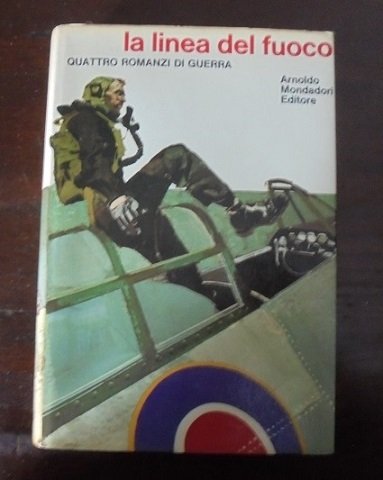 la linea del fuoco
QUATTRO ROMANZI DI GUERRA
Arnoldo
Mondadori
Editore